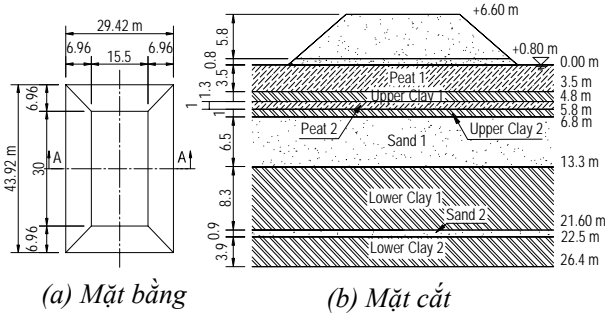 29.42 m
6.96
15.5
6.96
6.96
30
6.96
43.92 m
A
A
(a) Mặt bằng
+6.60 m
5.8
0.8
+0.80 m
0.00 m
3.5
Peat 1
3.5 m
1.3
Upper Clay 1
4.8 m
1
5.8 m
1
6.8 m
Peat 2
Upper Clay 2
6.5
Sand 1
13.3 m
8.3
Lower Clay 1
Sand 2
21.60 m
0.9
22.5 m
3.9
Lower Clay 2
26.4 m
(b) Mặt cắt